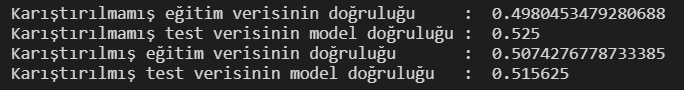 Karıştırılmamış eğitim verisinin doğruluğu : 0.4980453479280688
Karıştırılmamış test verisinin model doğruluğu : 0.525
Karıştırılmış eğitim verisinin doğruluğu : 0.5074276778733385
Karıştırılmış test verisinin model doğruluğu : 0.515625